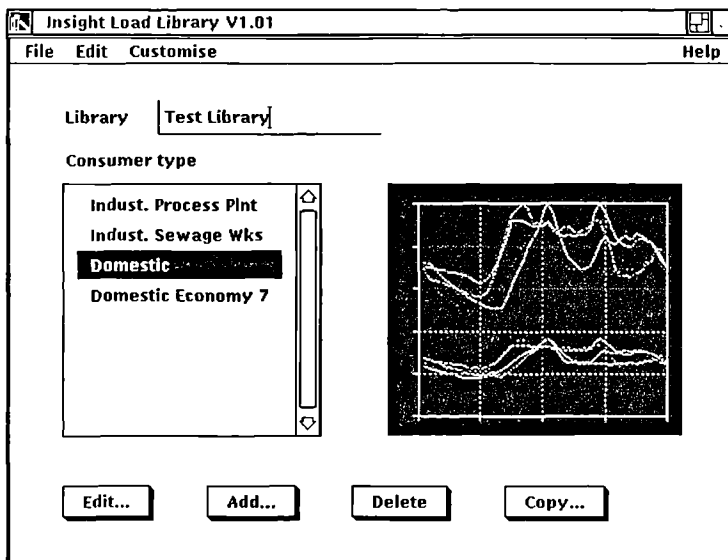 Insight Load Library V1.01
File Edit Customise Help
Library Test Library
Consumer type
Indust. Process Plnt
Indust. Sewage Wks
Domestic
Domestic Economy 7
Edit... Add... Delete Copy...